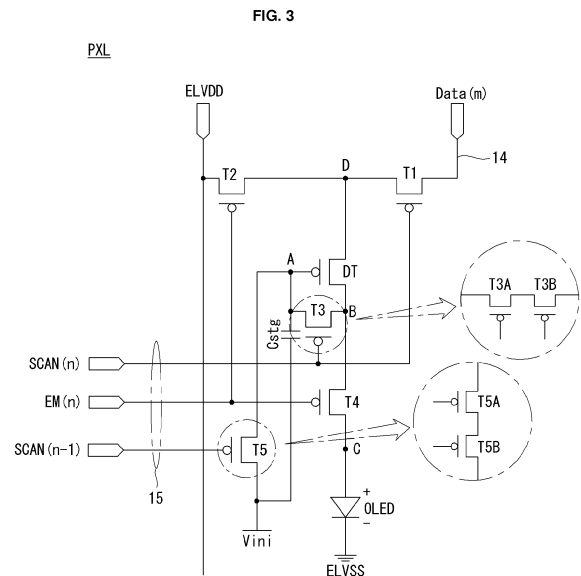 FIG. 3
PXL
ELVDD
Data(m)
14
T2
D
T1
A
DT
T3
B
Cstg
T3A
T3B
SCAN(n)
EM(n)
T4
T5A
T5B
SCAN(n-1)
T5
C
15
+
OLED
-
Vini
ELVSS